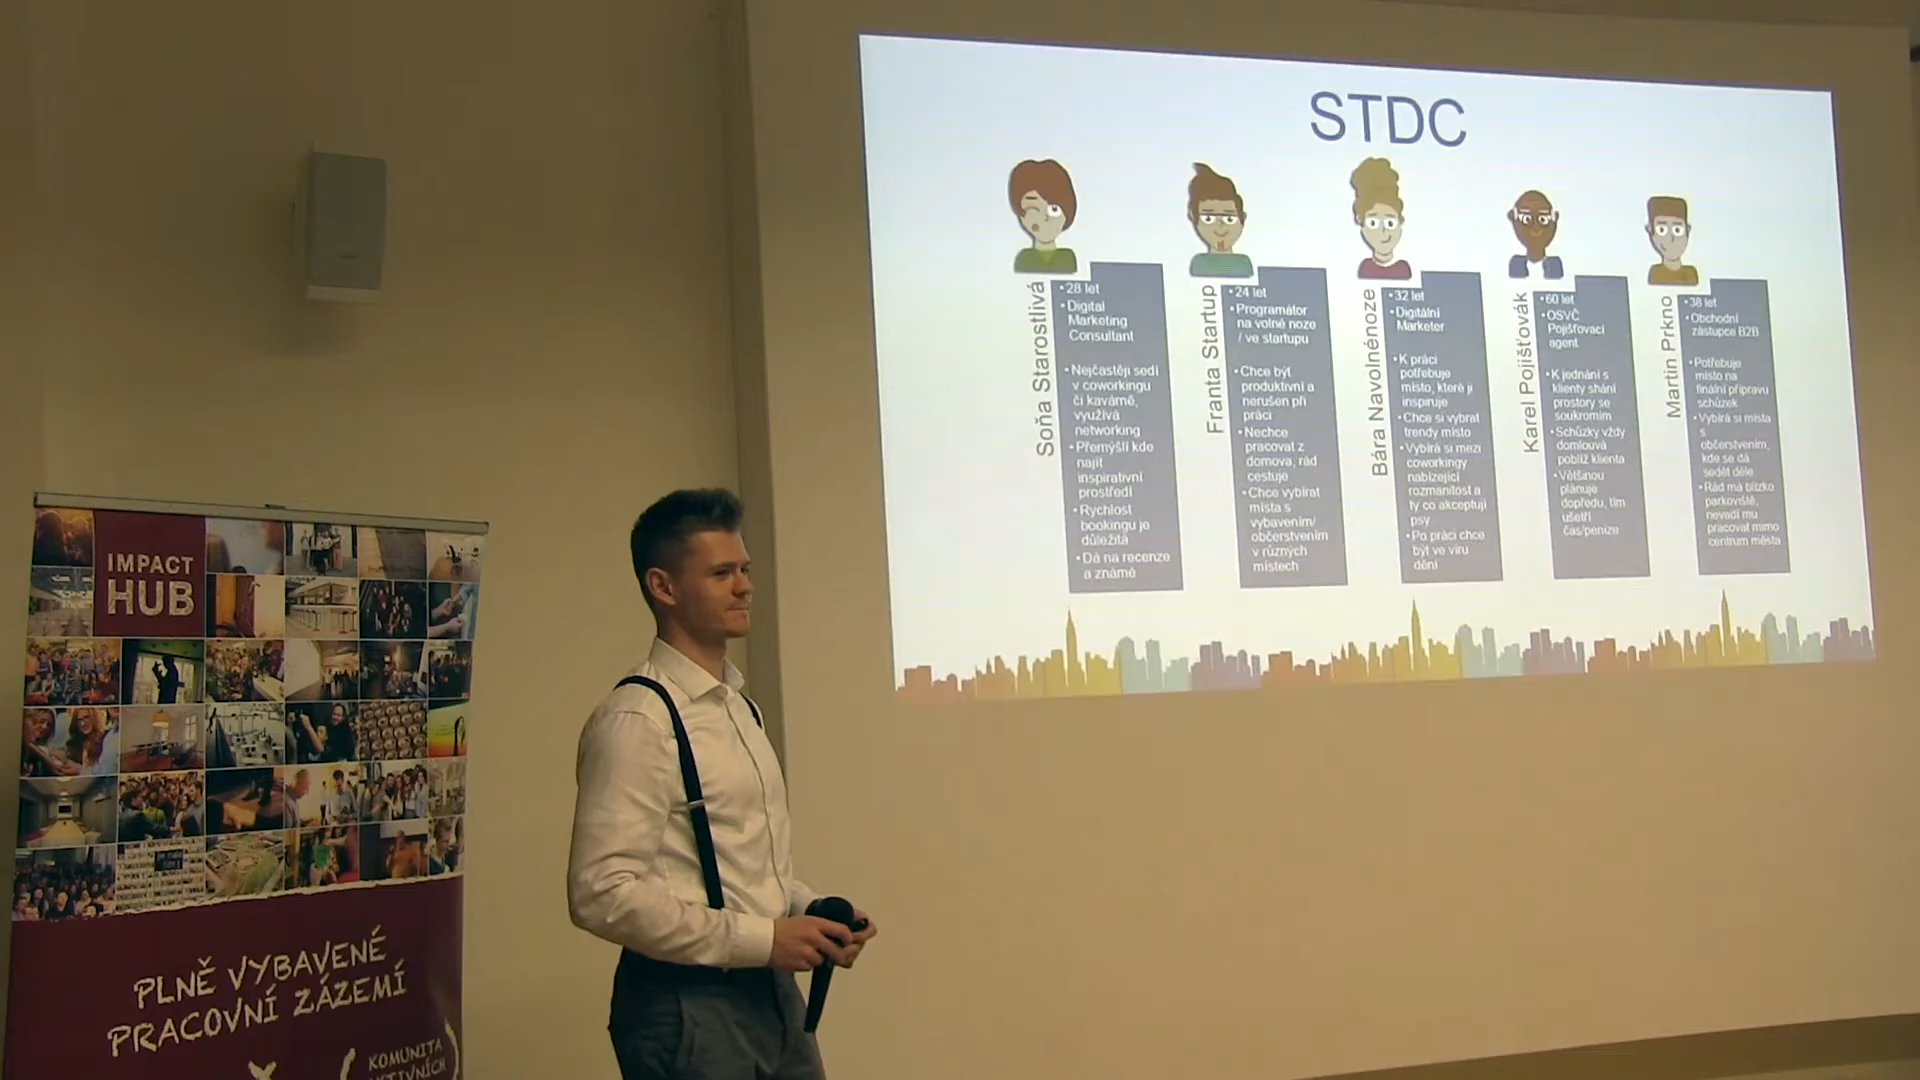 STDC
Soňa Starostlivá
• 28 let
• Digital
Marketing
Consultant
• Nejčastěji sedí
v coworkingu
či kavárně,
využívá
networking
• Přemýšlí kde
najít
inspirativní
prostředí
• Rychlost
bookingu je
důležitá
• Dá na recenze
a známé
Franta Startup
• 24 let
• Programátor
na volné noze
/ ve startupu
• Chce být
produktivní a
nerušen při
práci
• Nechce
pracovat z
domova, rád
cestuje
• Chce vybírat
místa s
vybavením/
občerstvením
v různých
místech
Bára Navolnénoze
• 32 let
• Digitální
Marketer
• K práci
potřebuje
místo, které ji
inspiruje
• Chce si vybrat
trendy místo
• Vybírá si mezi
coworkingy
nabízející
rozmanitost a
ty co akceptují
psy
• Po práci chce
být ve víru
dění
Karel Pojišťovák
• 60 let
• OSVČ
Pojišťovací
agent
• K jednání s
klienty shání
prostory se
soukromím
• Schůzky vždy
domlouvá
poblíž klienta
• Většinou
plánuje
dopředu, tím
ušetří
čas/peníze
Martin Prkno
• 38 let
• Obchodní
zástupce B2B
• Potřebuje
místo na
finální přípravu
schůzek
• Vybírá si místa
s
občerstvením,
kde se dá
sedět déle
• Rád má blízko
parkoviště,
nevadí mu
pracovat mimo
centrum města
IMPACT
HUB
PLNĚ VYBAVENÉ
PRACOVNÍ ZÁZEMÍ
KOMUNITA